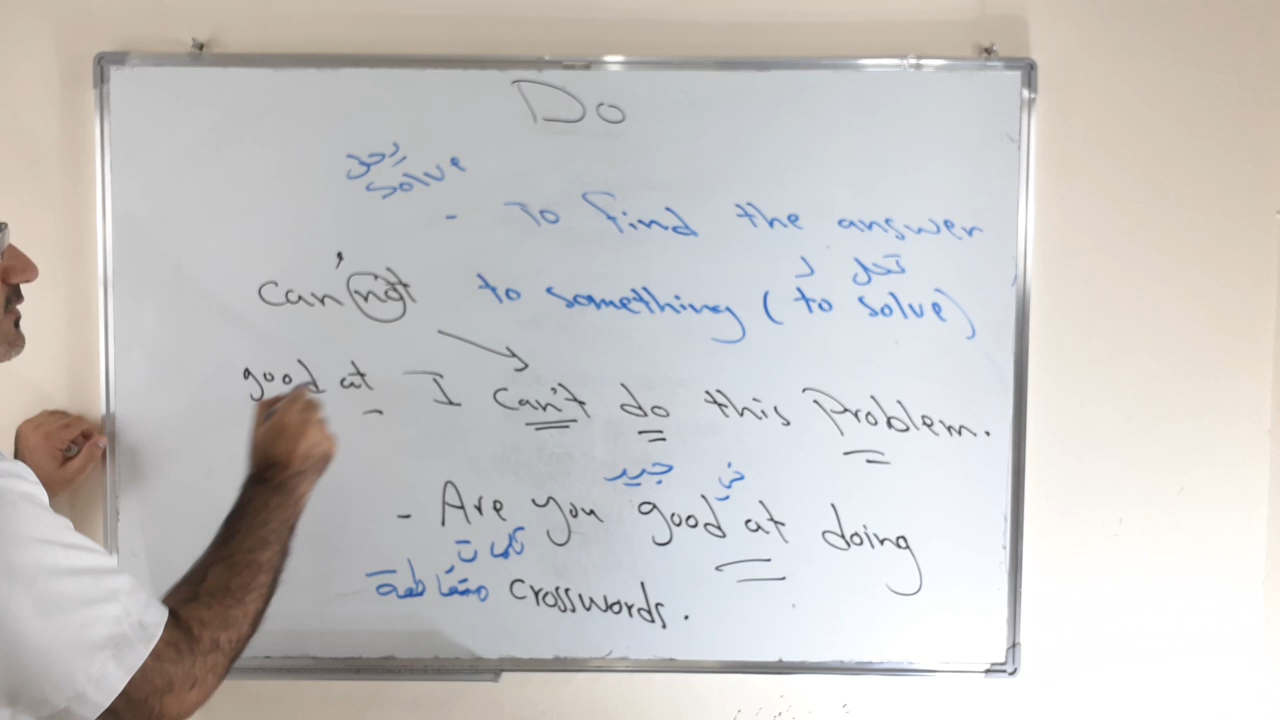 Do
يحل
solve
- To find the answer
can'not to something (to solve)
لـ تحل
good at I can't do this problem.
جيد في
- Are you good at doing
كلمات
متقاطعة crosswords.